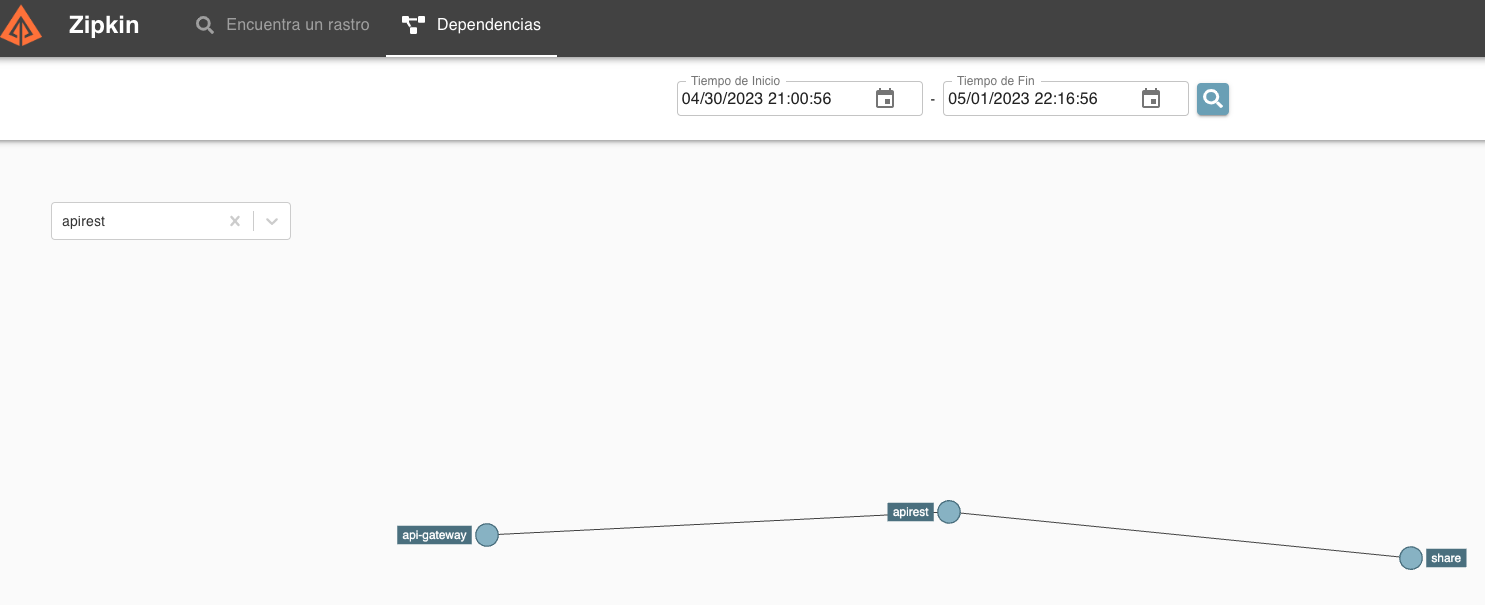 Zipkin
Encuentra un rastro
Dependencias
Tiempo de Inicio
04/30/2023 21:00:56
-
Tiempo de Fin
05/01/2023 22:16:56
apirest
api-gateway
apirest
share